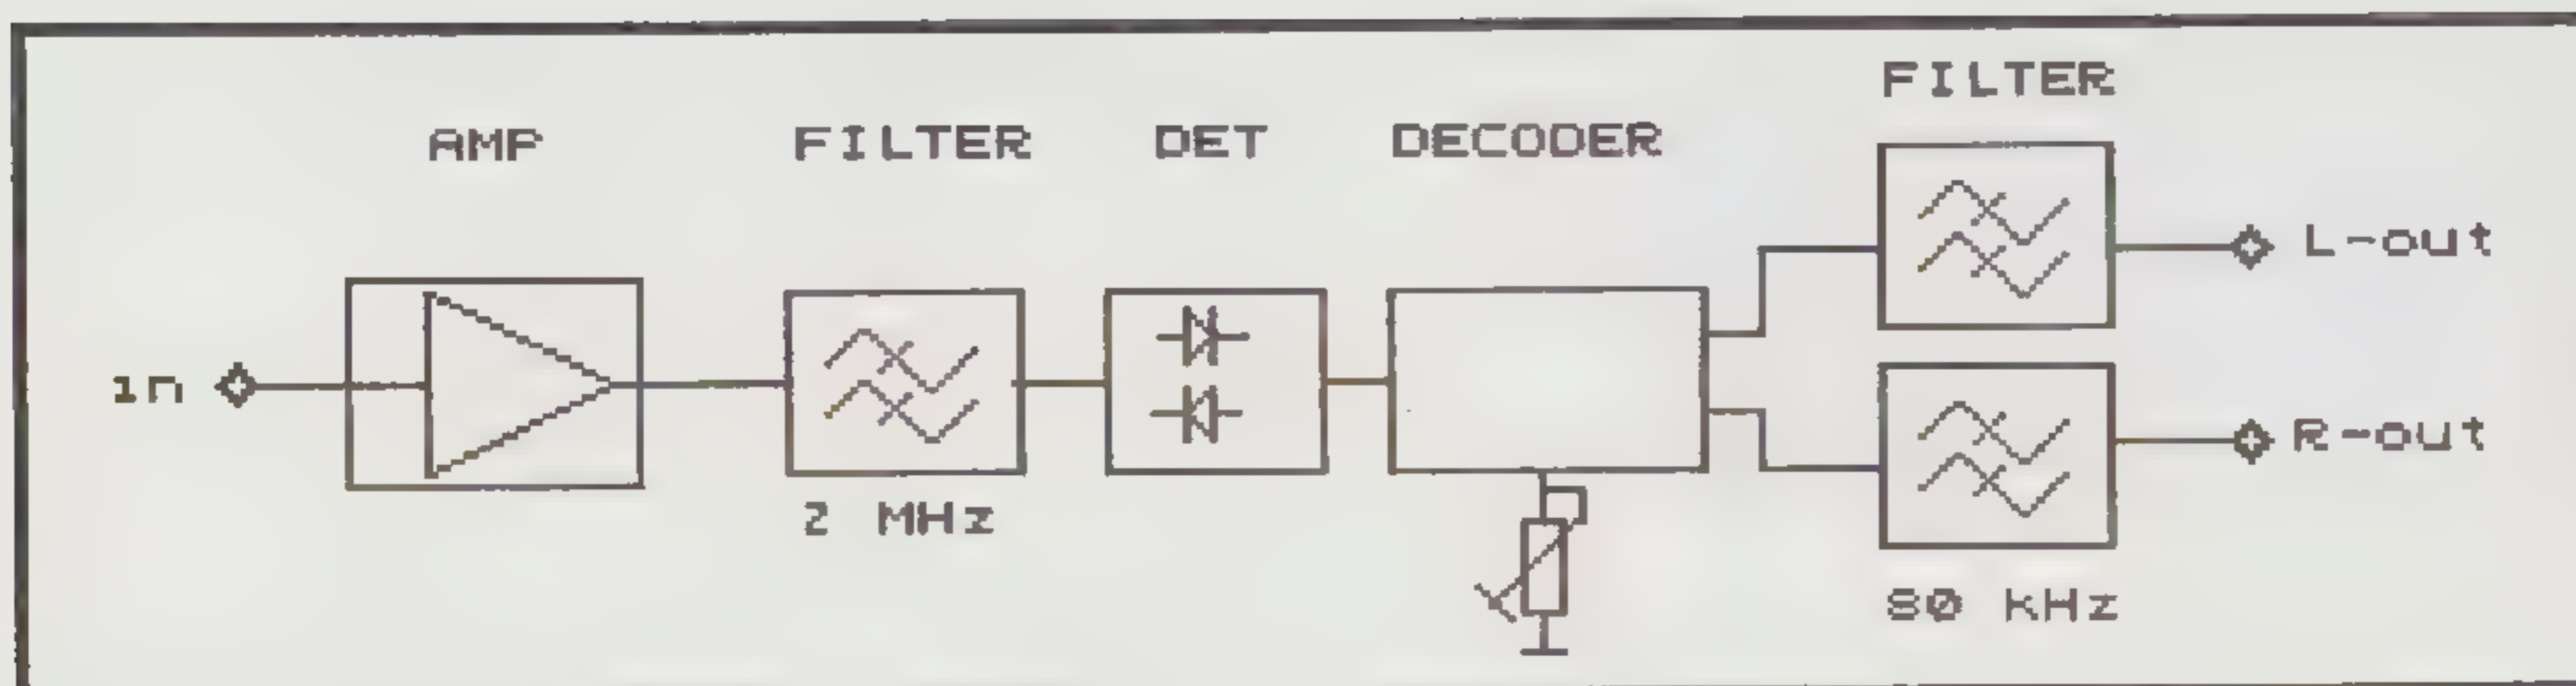 FILTER
AMP FILTER DET DECODER
L-out
in
R-out
2 MHz
80 kHz